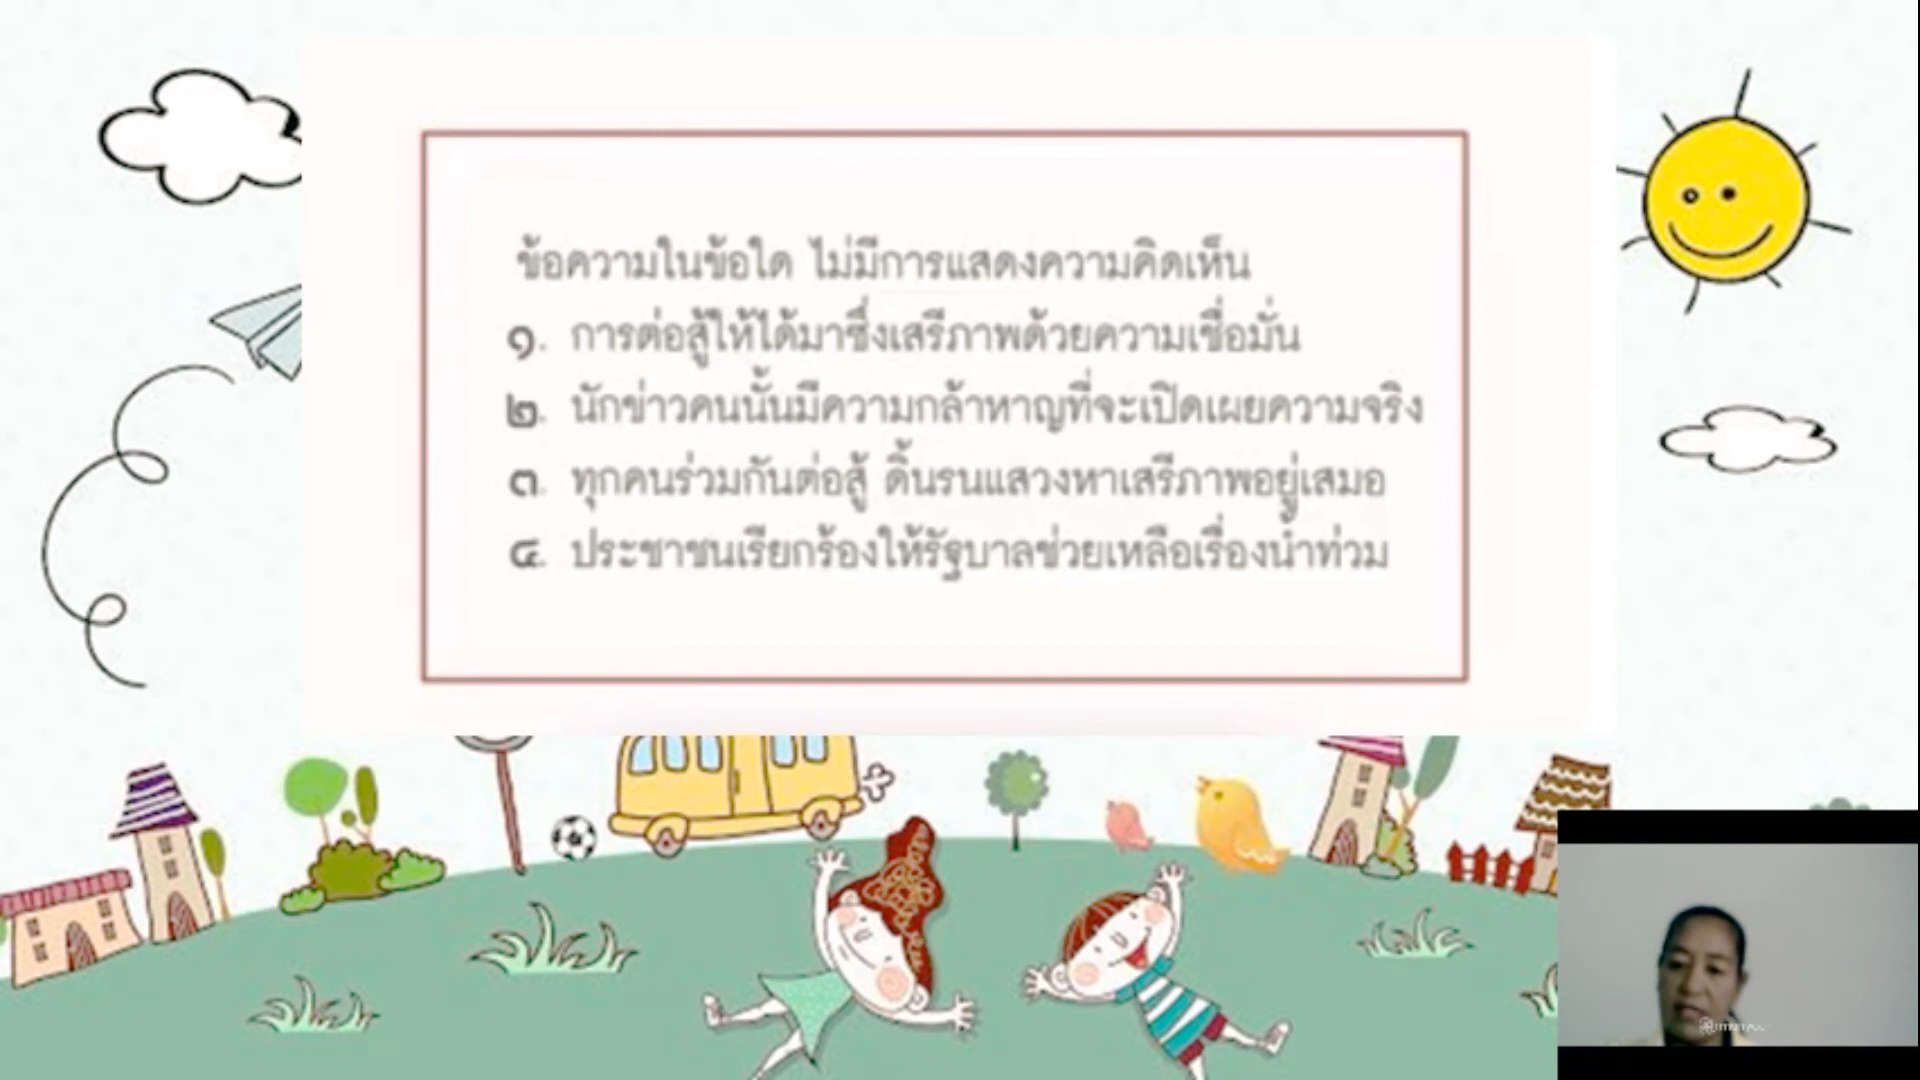 ข้อความในข้อใด ไม่มีการแสดงความคิดเห็น
๑. การต่อสู้ให้ได้มาซึ่งเสรีภาพด้วยความเชื่อมั่น
๒. นักข่าวคนนั้นมีความกล้าหาญที่จะเปิดเผยความจริง
๓. ทุกคนร่วมกันต่อสู้ ดิ้นรนแสวงหาเสรีภาพอยู่เสมอ
๔. ประชาชนเรียกร้องให้รัฐบาลช่วยเหลือเรื่องน้ำท่วม